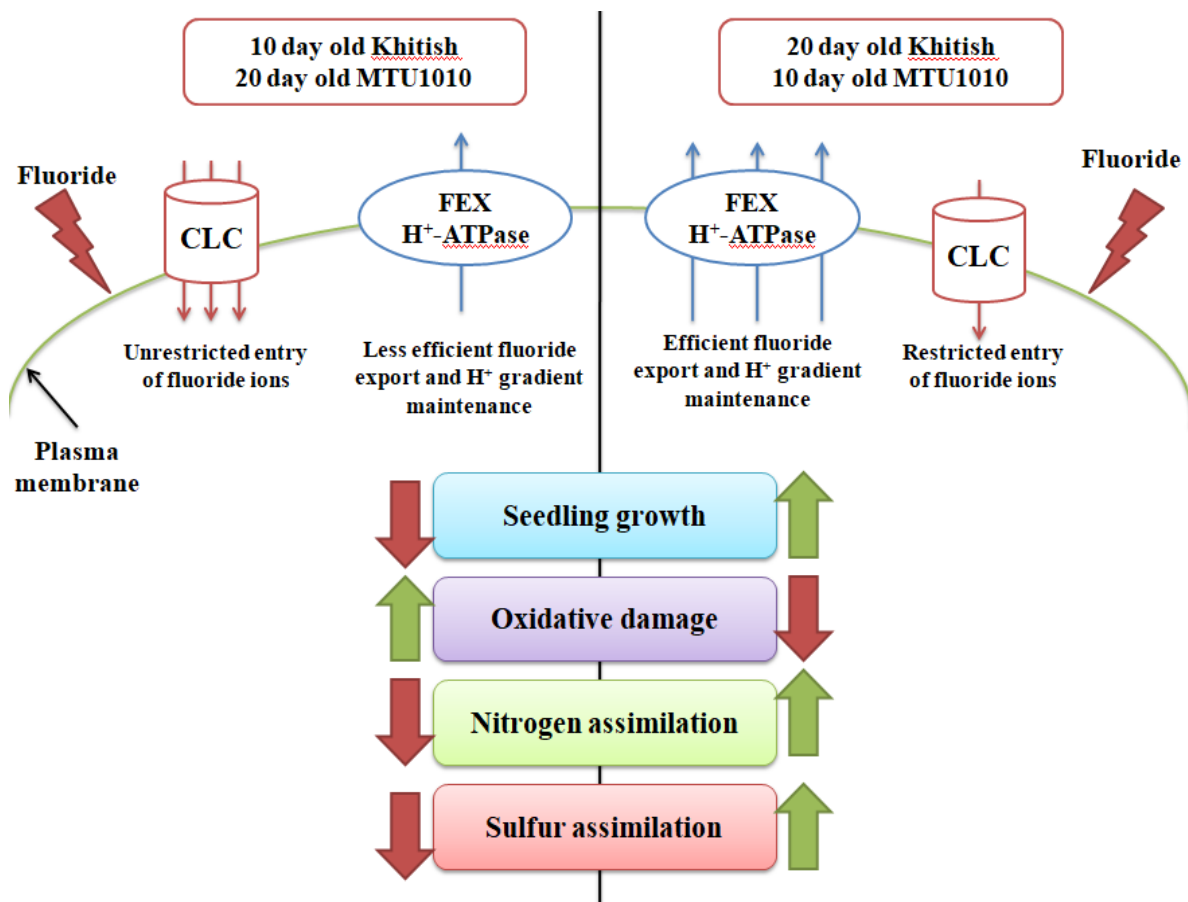 10 day old Khitish
20 day old MTU1010
20 day old Khitish
10 day old MTU1010
Fluoride
CLC
FEX
H⁺-ATPase
FEX
H⁺-ATPase
CLC
Fluoride
Unrestricted entry
of fluoride ions
Less efficient fluoride
export and H⁺ gradient
maintenance
Efficient fluoride
export and H⁺ gradient
maintenance
Restricted entry
of fluoride ions
Plasma
membrane
Seedling growth
Oxidative damage
Nitrogen assimilation
Sulfur assimilation